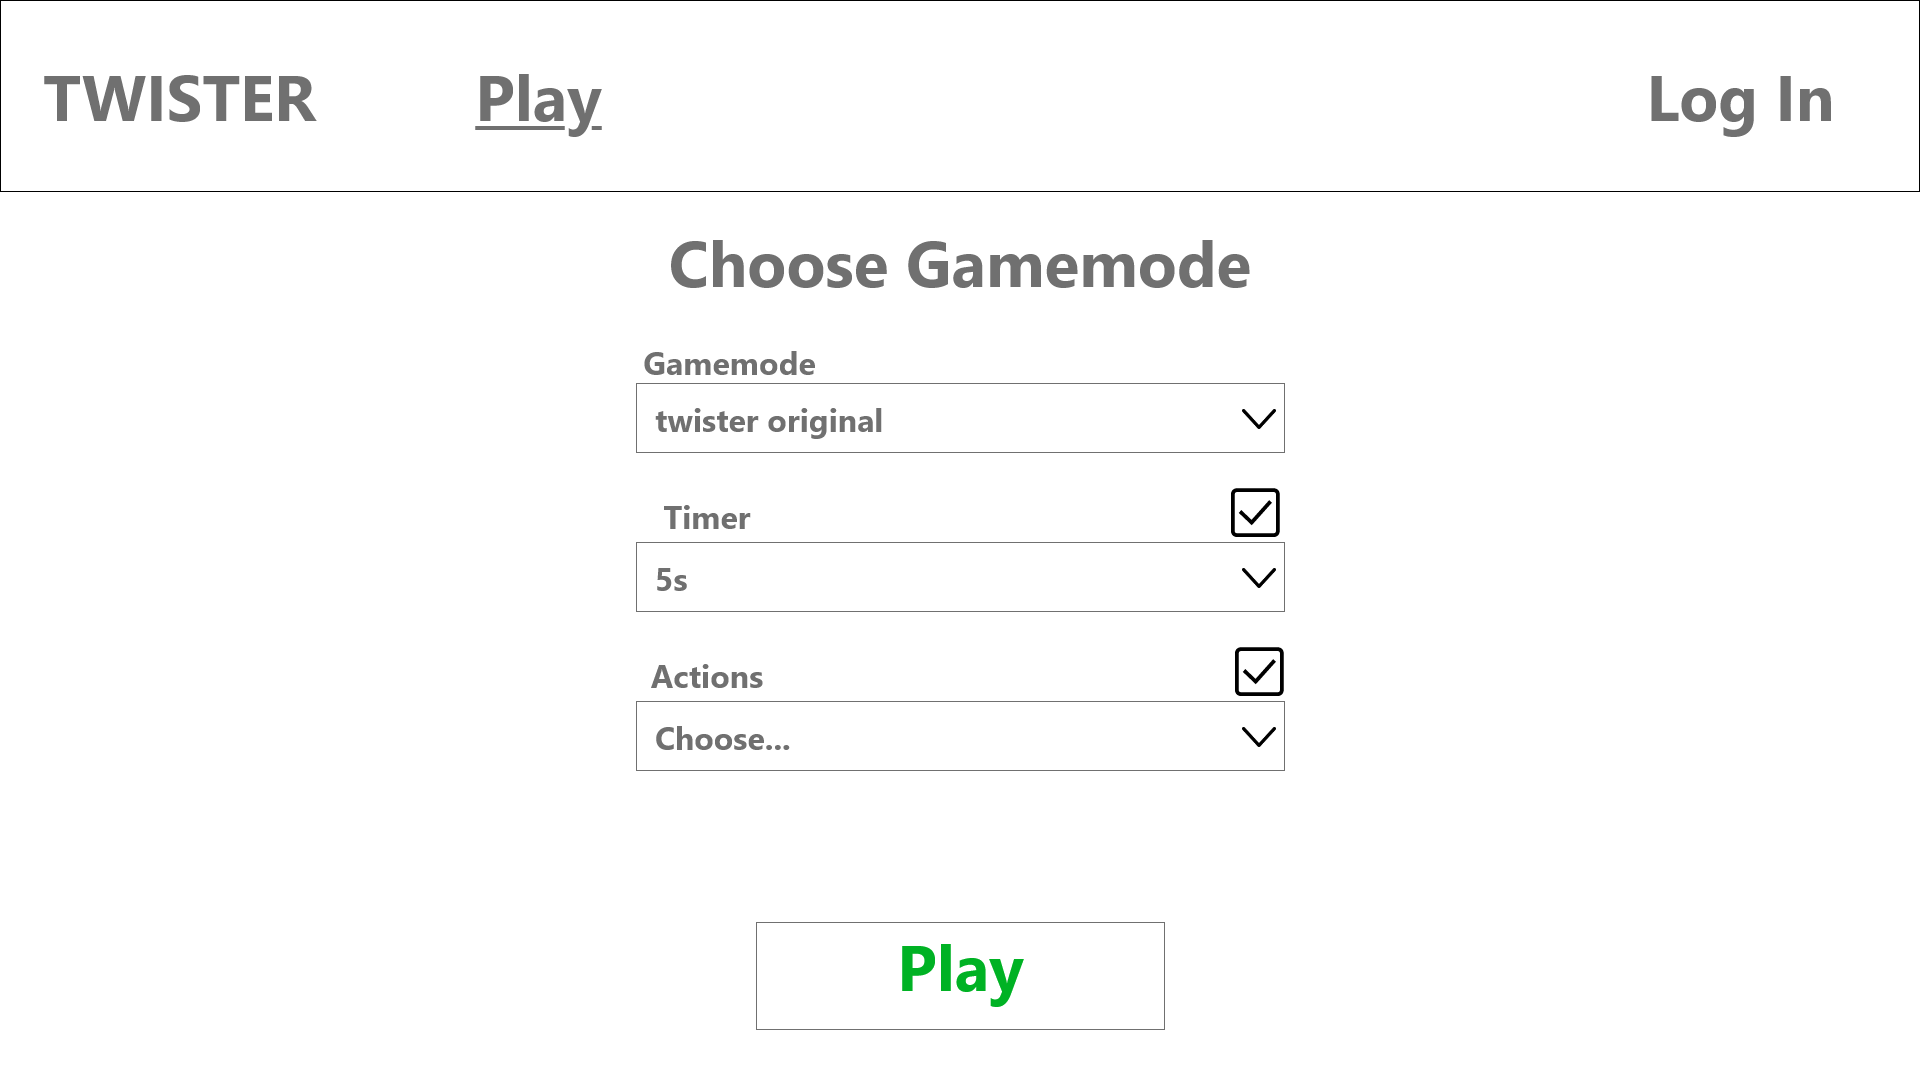 TWISTER Play Log In
Choose Gamemode
Gamemode
twister original
Timer
5s
Actions
Choose...
Play